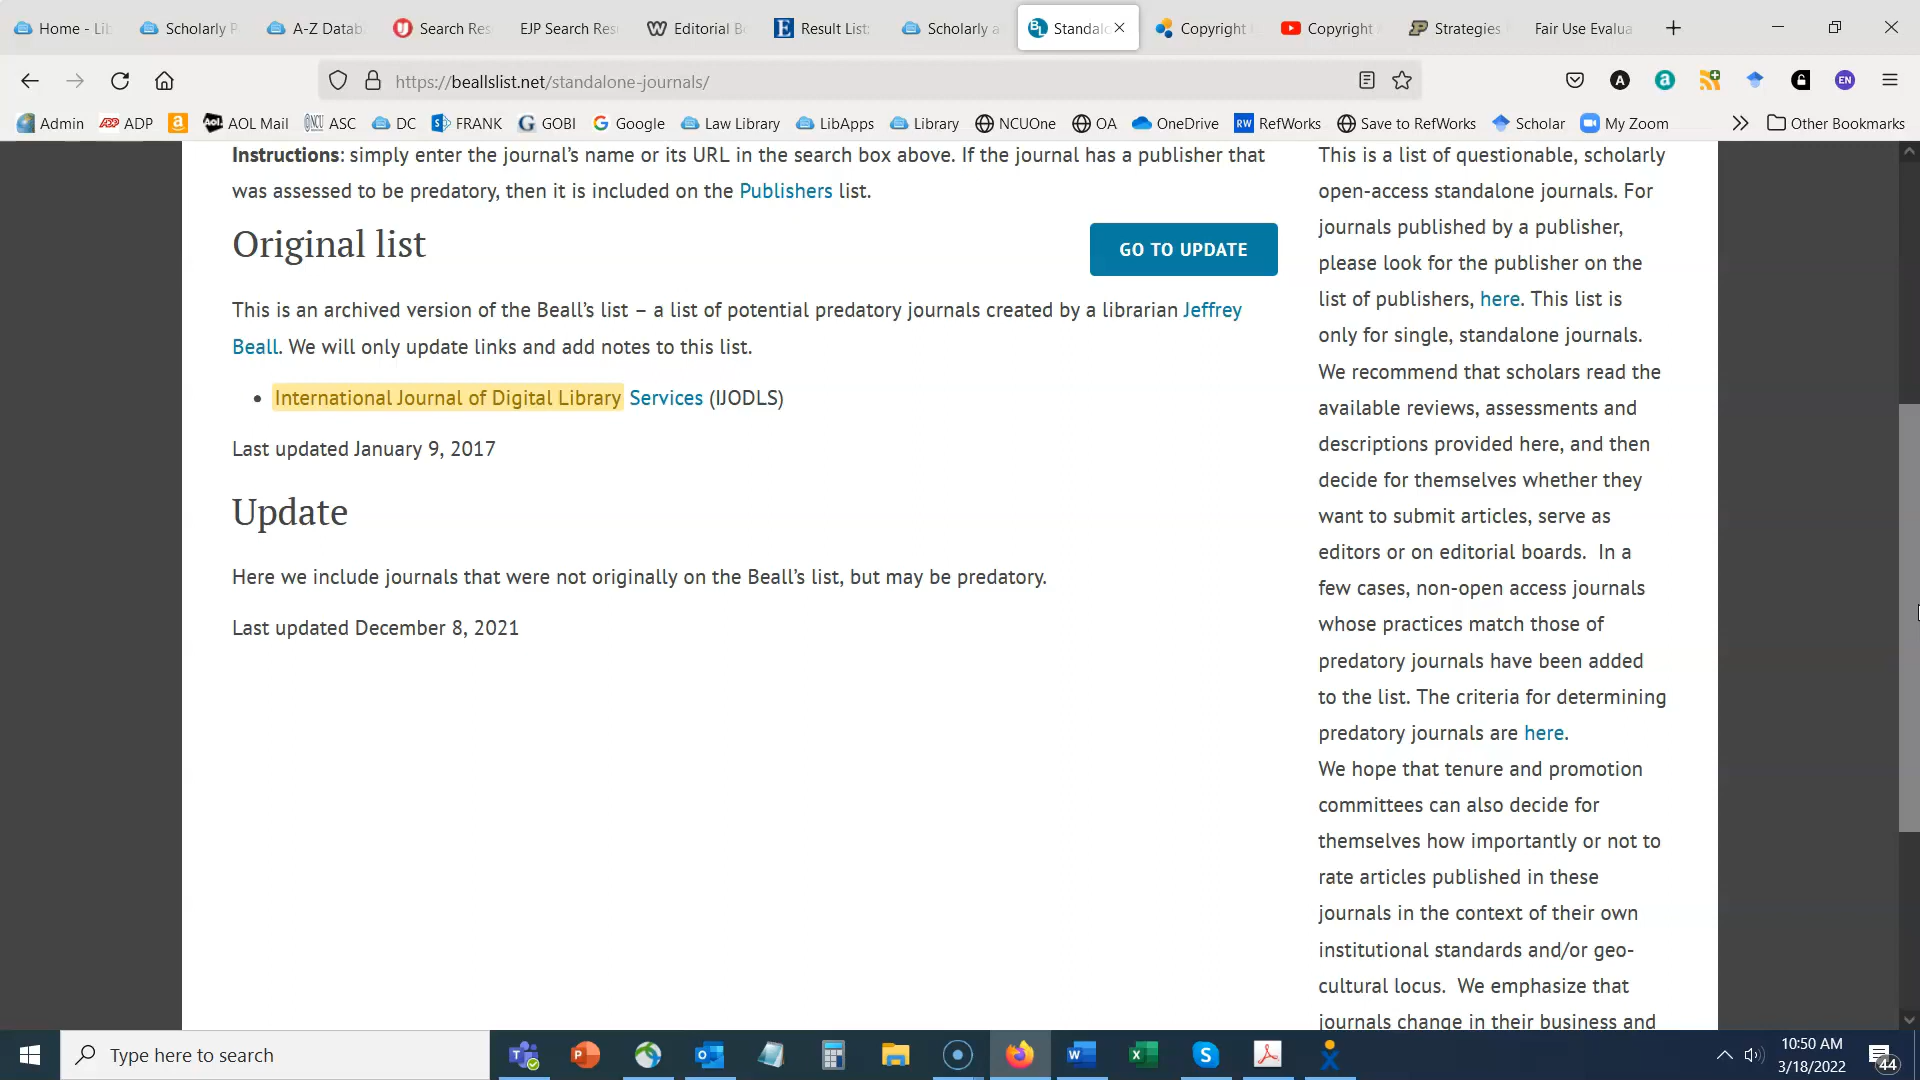 Home - Lib
Scholarly P
A-Z Datab
Search Res
EJP Search Res
Editorial B
Result List:
Scholarly a
Standalo
Copyright
Copyright
Strategies
Fair Use Evalua
https://beallslist.net/standalone-journals/
Admin
ADP
AOL Mail
ASC
DC
FRANK
GOBI
Google
Law Library
LibApps
Library
NCUOne
OA
OneDrive
RefWorks
Save to RefWorks
Scholar
My Zoom
Other Bookmarks
Instructions: simply enter the journal's name or its URL in the search box above. If the journal has a publisher that
was assessed to be predatory, then it is included on the Publishers list.
Original list
GO TO UPDATE
This is an archived version of the Beall's list – a list of potential predatory journals created by a librarian Jeffrey
Beall. We will only update links and add notes to this list.
• International Journal of Digital Library Services (IJODLS)
Last updated January 9, 2017
Update
Here we include journals that were not originally on the Beall's list, but may be predatory.
Last updated December 8, 2021
This is a list of questionable, scholarly
open-access standalone journals. For
journals published by a publisher,
please look for the publisher on the
list of publishers, here. This list is
only for single, standalone journals.
We recommend that scholars read the
available reviews, assessments and
descriptions provided here, and then
decide for themselves whether they
want to submit articles, serve as
editors or on editorial boards.  In a
few cases, non-open access journals
whose practices match those of
predatory journals have been added
to the list. The criteria for determining
predatory journals are here.
We hope that tenure and promotion
committees can also decide for
themselves how importantly or not to
rate articles published in these
journals in the context of their own
institutional standards and/or geo-
cultural locus.  We emphasize that
journals change in their business and
Type here to search
10:50 AM
3/18/2022
44